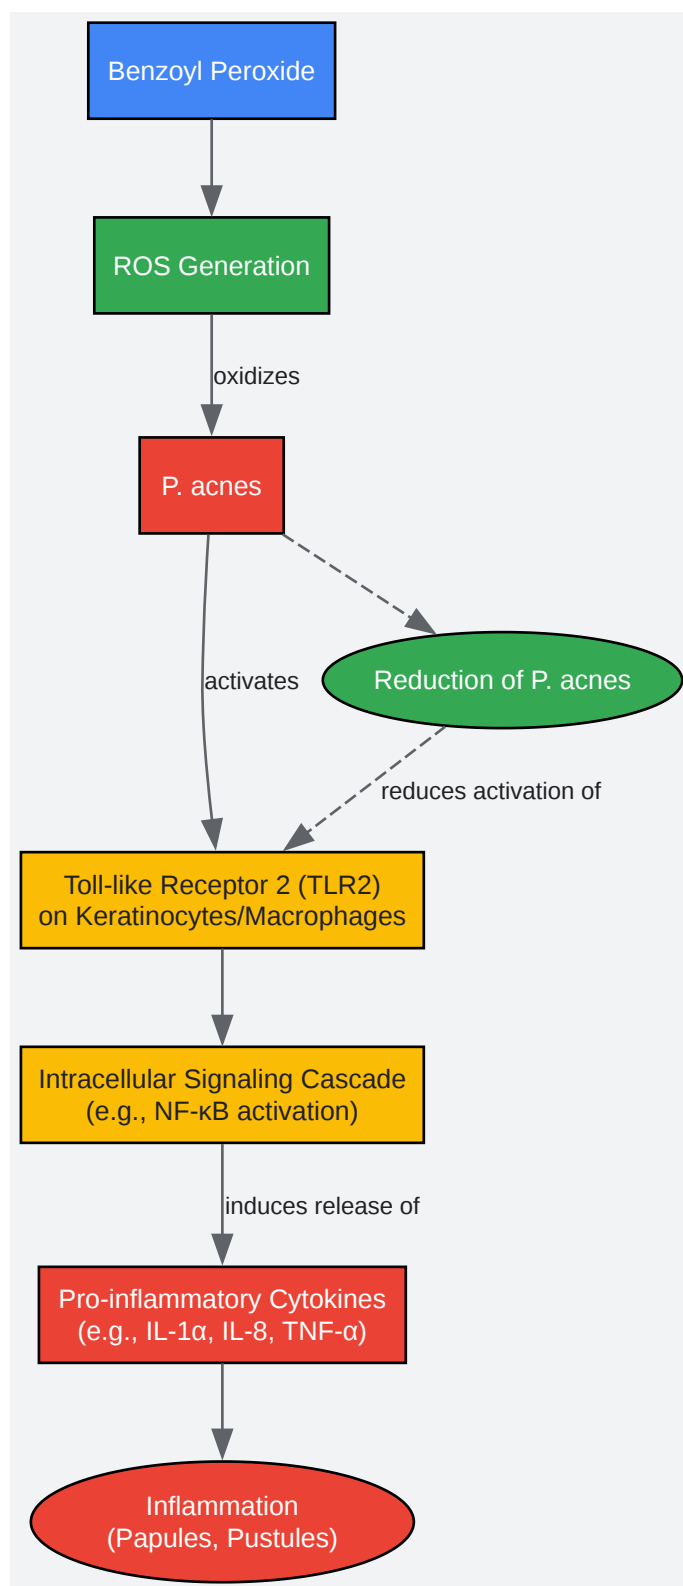 Benzoyl Peroxide
ROS Generation
oxidizes
P. acnes
activates
Reduction of P. acnes
reduces activation of
Toll-like Receptor 2 (TLR2)
on Keratinocytes/Macrophages
Intracellular Signaling Cascade
(e.g., NF-κB activation)
induces release of
Pro-inflammatory Cytokines
(e.g., IL-1α, IL-8, TNF-α)
Inflammation
(Papules, Pustules)